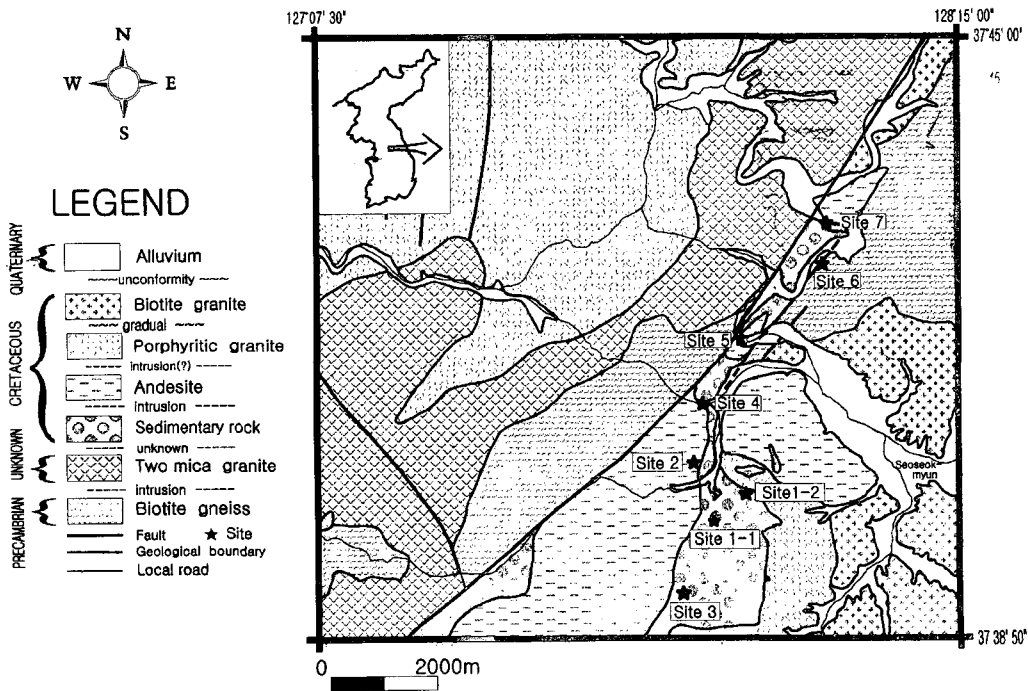 127°07' 30"
128°15' 00"
37°45' 00"
N
W
E
S
LEGEND
QUATERNARY
Alluvium
unconformity
CRETACEOUS
Biotite granite
gradual
Porphyritic granite
intrusion(?)
Andesite
intrusion
Sedimentary rock
unknown
UNKNOWN
Two mica granite
intrusion
PRECAMBRIAN
Biotite gneiss
Fault
Site
Geological boundary
Local road
Site 7
Site 6
Site 5
Site 4
Site 2
Seoseok-
myun
Site1-2
Site 1-1
Site 3
37 38' 50"
0
2000m